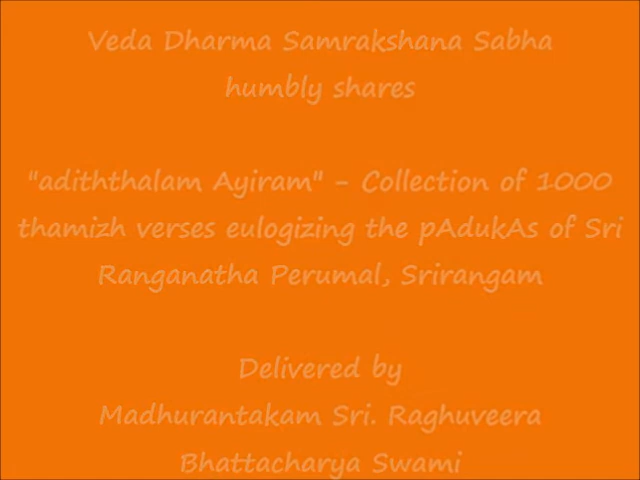 Veda Dharma Samrakshana Sabha
humbly shares
"adiththalam Ayiram" - Collection of 1000
thamizh verses eulogizing the pAdukAs of Sri
Ranganatha Perumal, Srirangam
Delivered by
Madhurantakam Sri. Raghuveera
Bhattacharya Swami